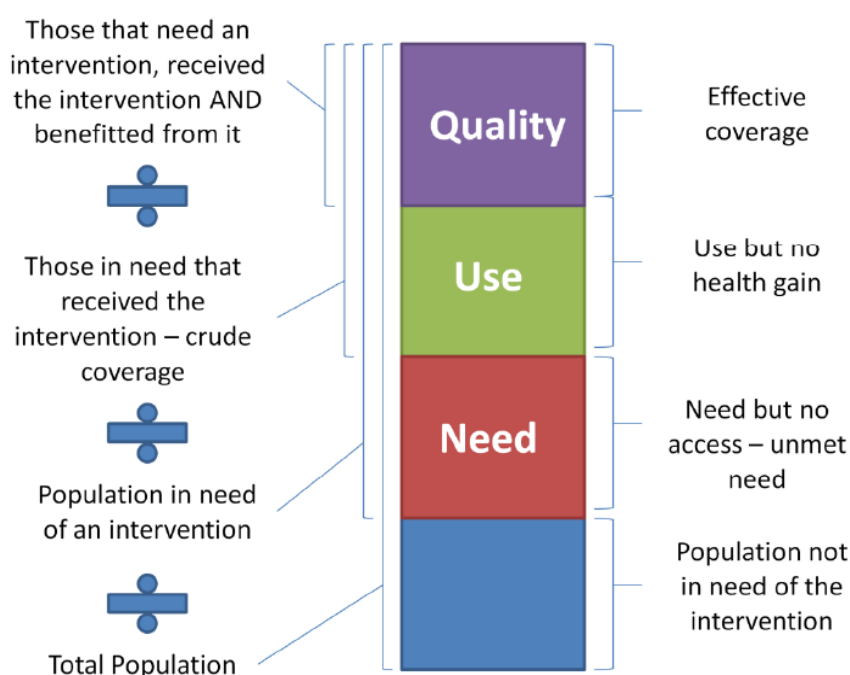 Those that need an
intervention, received
the intervention AND
benefitted from it
Those in need that
received the
intervention – crude
coverage
Population in need
of an intervention
Total Population
Quality
Use
Need
Effective
coverage
Use but no
health gain
Need but no
access – unmet
need
Population not
in need of the
intervention